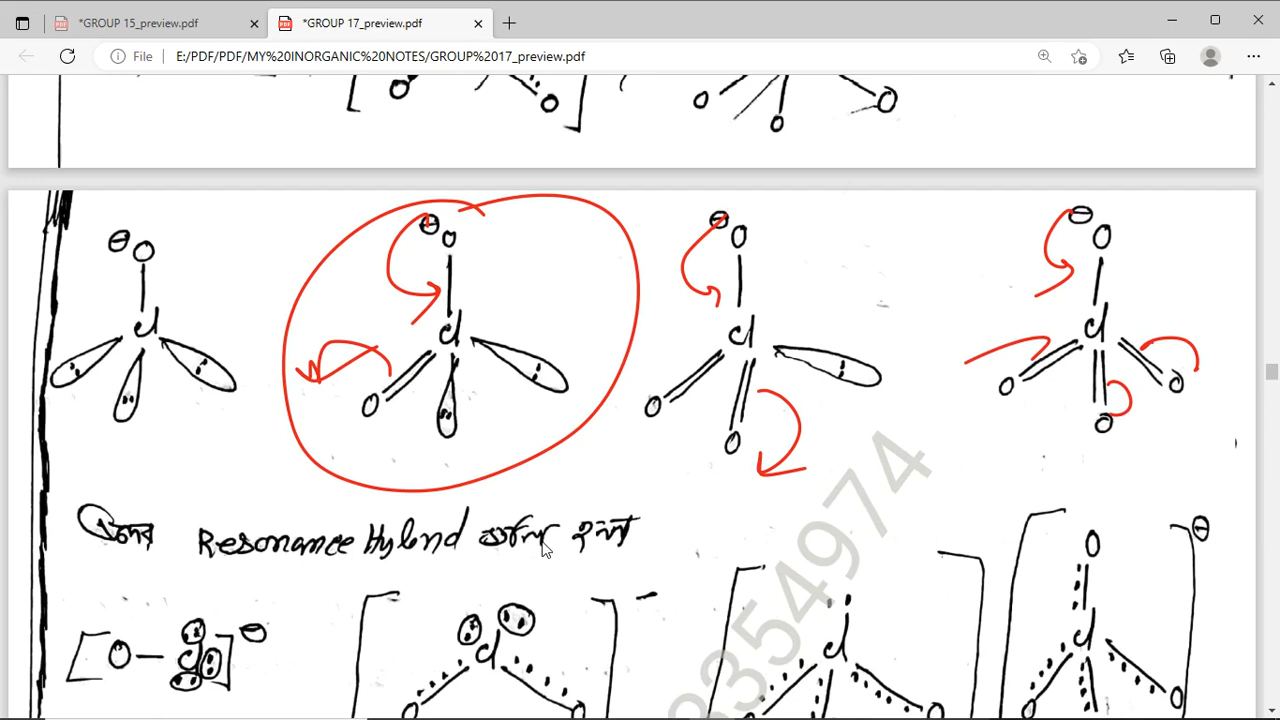 *GROUP 15_preview.pdf
*GROUP 17_preview.pdf
File
E:/PDF/PDF/MY%20INORGANIC%20NOTES/GROUP%2017_preview.pdf
O O
O O O
⊖ O
Cl
⊖ O
Cl
O
⊖ O
Cl
O O
⊖ O
Cl
O O O
Resonance Hybrid
[O — Cl]⊖
[Cl O O] −
Cl
O
[O Cl O O]⊖
8354974